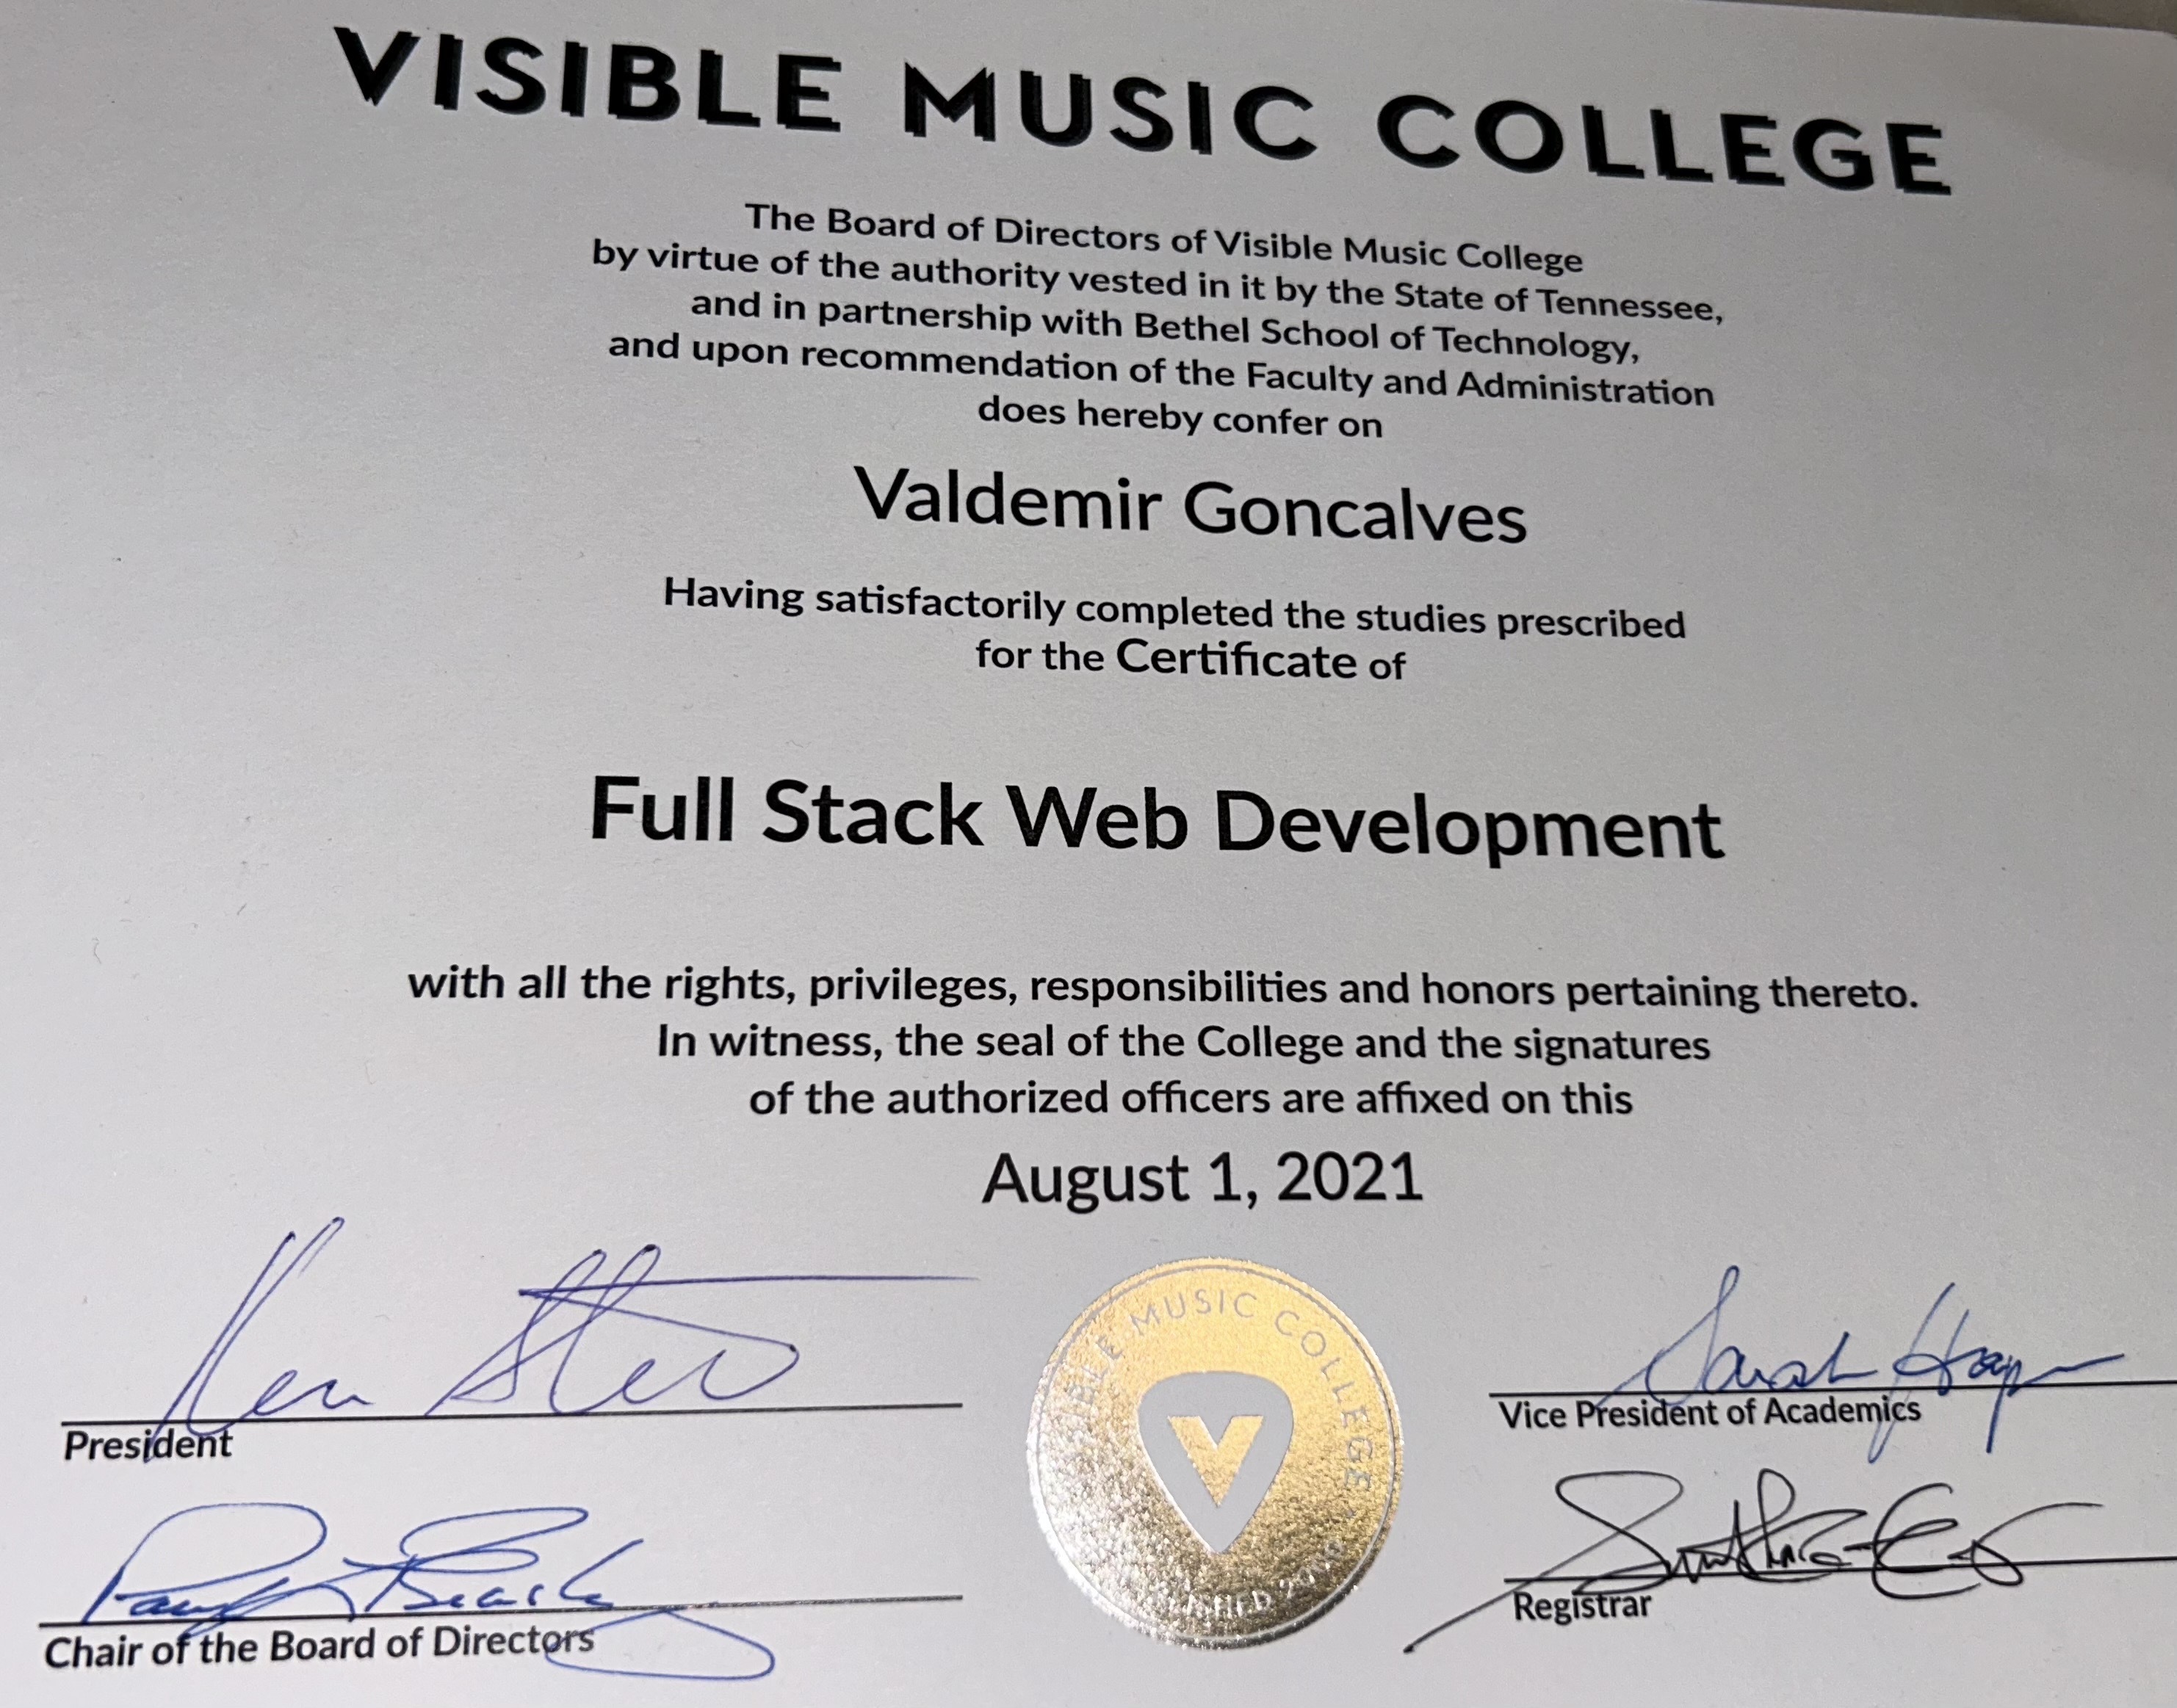 VISIBLE MUSIC COLLEGE
The Board of Directors of Visible Music College
by virtue of the authority vested in it by the State of Tennessee,
and in partnership with Bethel School of Technology,
and upon recommendation of the Faculty and Administration
does hereby confer on
Valdemir Goncalves
Having satisfactorily completed the studies prescribed
for the Certificate of
Full Stack Web Development
with all the rights, privileges, responsibilities and honors pertaining thereto.
In witness, the seal of the College and the signatures
of the authorized officers are affixed on this
August 1, 2021
President
Chair of the Board of Directors
VISIBLE MUSIC COLLEGE
V
Sarah
Vice President of Academics
Registrar